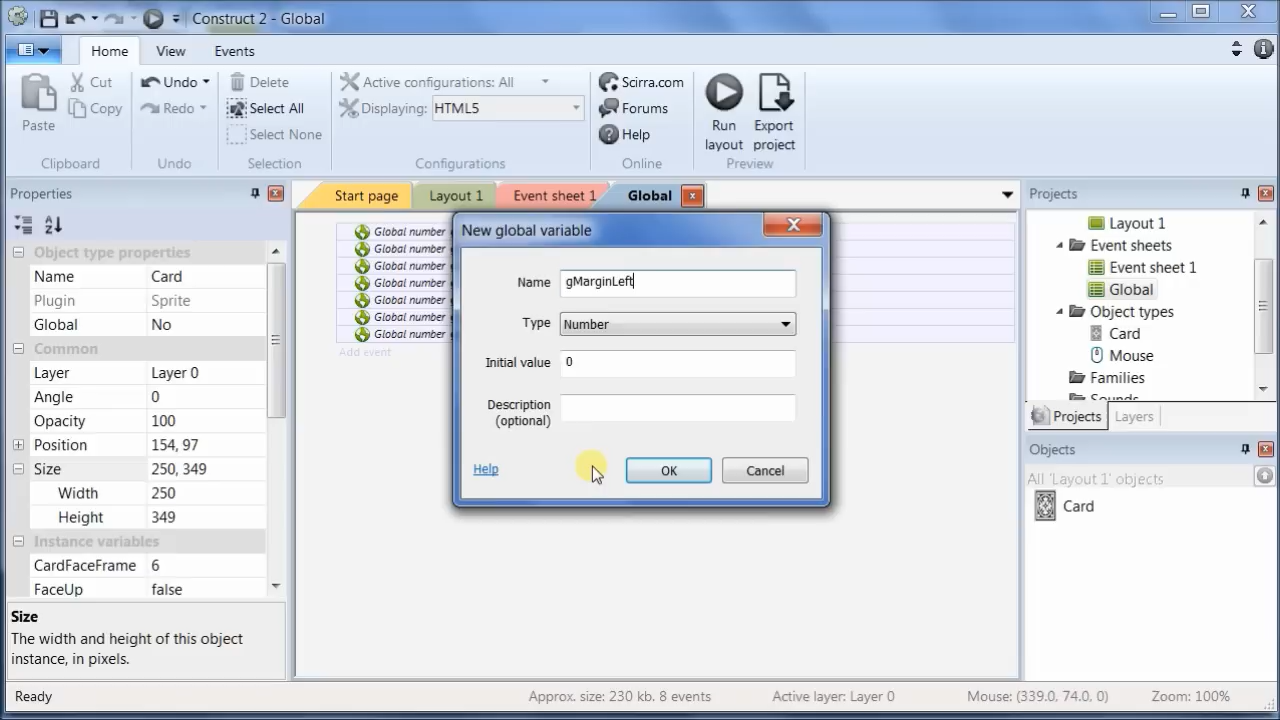 Construct 2 - Global
Home View Events
Paste
Cut
Copy
Clipboard
Undo
Redo
Undo
Delete
Select All
Select None
Selection
Active configurations: All
Displaying: HTML5
Configurations
Scirra.com
Forums
Help
Online
Run
layout
Export
project
Preview
Properties
Object type properties
Name Card
Plugin Sprite
Global No
Common
Layer Layer 0
Angle 0
Opacity 100
Position 154, 97
Size 250, 349
Width 250
Height 349
Instance variables
CardFaceFrame 6
FaceUp false
Size
The width and height of this object
instance, in pixels.
Start page Layout 1 Event sheet 1 Global x
Global number
Global number
Global number
Global number
Global number
Global number
Global number
Add event
New global variable
Name gMarginLeft
Type Number
Initial value 0
Description
(optional)
Help OK Cancel
Projects
Layout 1
Event sheets
Event sheet 1
Global
Object types
Card
Mouse
Families
Sounds
Projects Layers
Objects
All 'Layout 1' objects
Card
Ready Approx. size: 230 kb. 8 events Active layer: Layer 0 Mouse: (339.0, 74.0, 0) Zoom: 100%